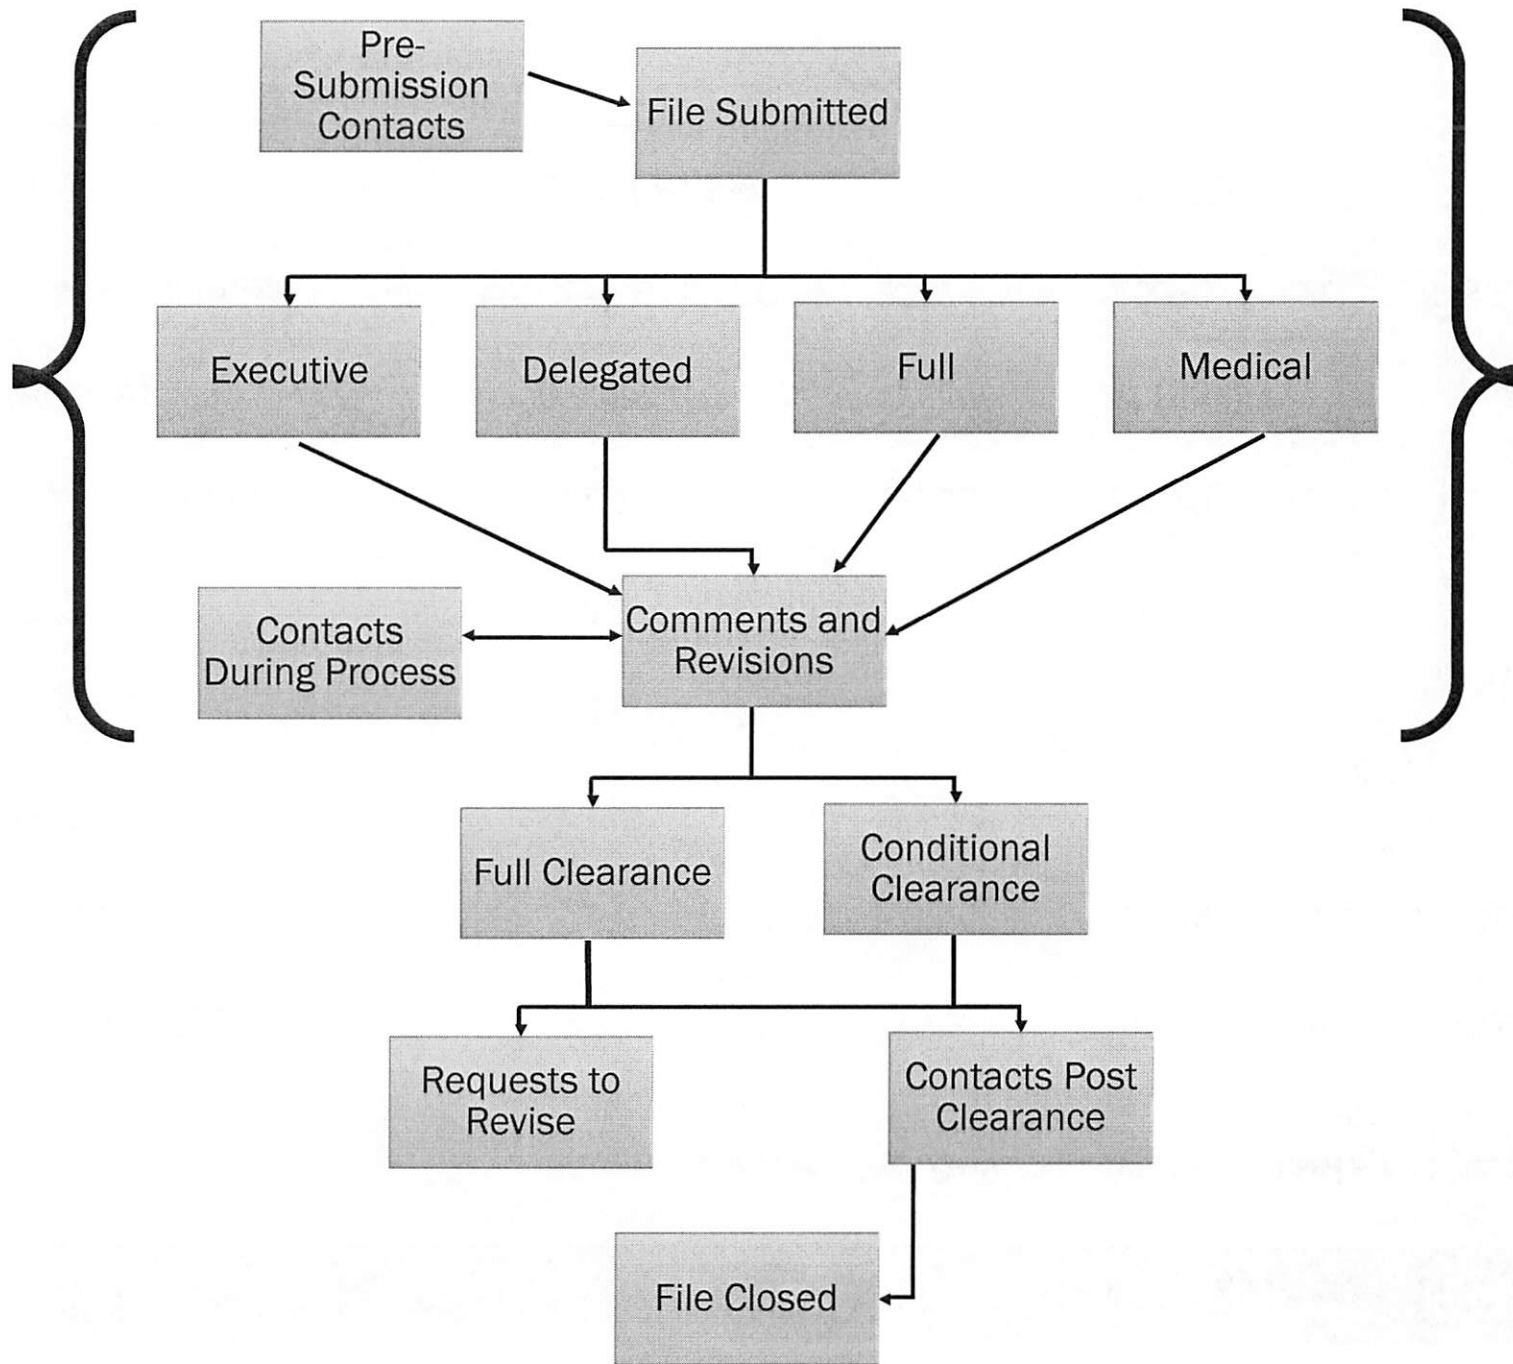 Pre-
Submission
Contacts
File Submitted
Executive
Delegated
Full
Medical
Contacts
During Process
Comments and
Revisions
Full Clearance
Conditional
Clearance
Requests to
Revise
Contacts Post
Clearance
File Closed